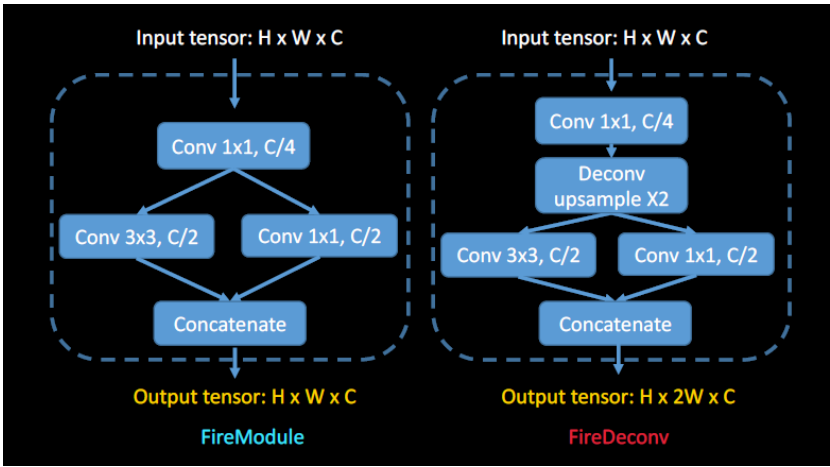 Input tensor: H x W x C
Conv 1x1, C/4
Conv 3x3, C/2
Conv 1x1, C/2
Concatenate
Output tensor: H x W x C
FireModule
Input tensor: H x W x C
Conv 1x1, C/4
Deconv
upsample X2
Conv 3x3, C/2
Conv 1x1, C/2
Concatenate
Output tensor: H x 2W x C
FireDeconv